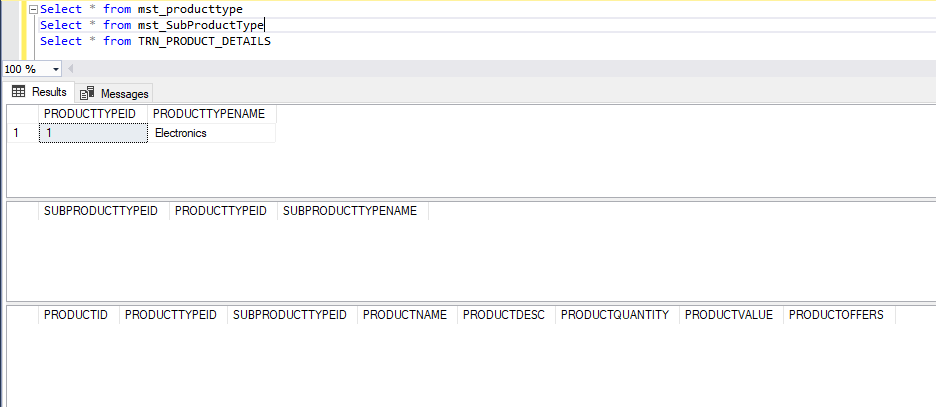 Select * from mst_producttype
Select * from mst_SubProductType
Select * from TRN_PRODUCT_DETAILS
100 %
Results Messages
PRODUCTTYPEID PRODUCTTYPENAME
1 1 Electronics
SUBPRODUCTTYPEID PRODUCTTYPEID SUBPRODUCTTYPENAME
PRODUCTID PRODUCTTYPEID SUBPRODUCTTYPEID PRODUCTNAME PRODUCTDESC PRODUCTQUANTITY PRODUCTVALUE PRODUCTOFFERS